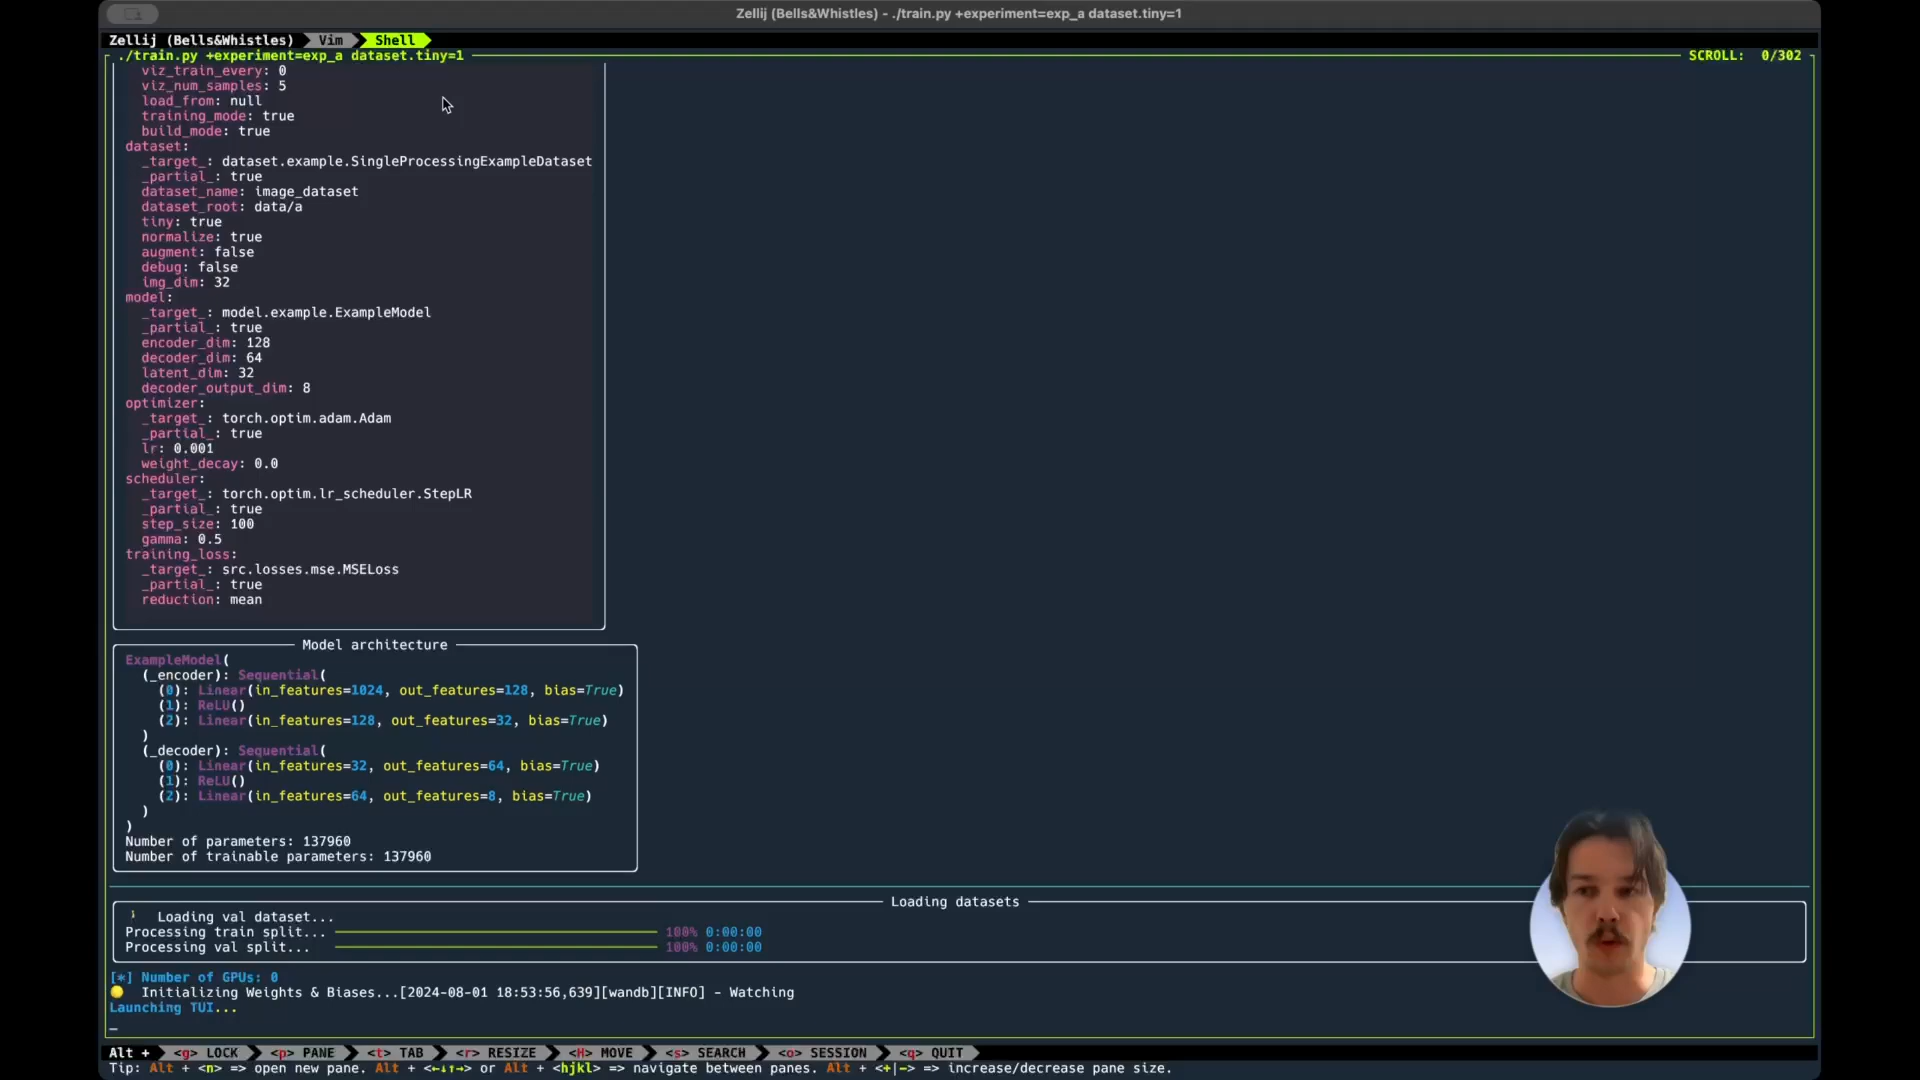 Zellij (Bells&Whistles) - ./train.py +experiment=exp_a dataset.tiny=1
Zellij (Bells&Whistles) Vim Shell
./train.py +experiment=exp_a dataset.tiny=1 SCROLL: 0/302
viz_train_every: 0
viz_num_samples: 5
load_from: null
training_mode: true
build_mode: true
dataset:
_target_: dataset.example.SingleProcessingExampleDataset
_partial_: true
dataset_name: image_dataset
dataset_root: data/a
tiny: true
normalize: true
augment: false
debug: false
img_dim: 32
model:
_target_: model.example.ExampleModel
_partial_: true
encoder_dim: 128
decoder_dim: 64
latent_dim: 32
decoder_output_dim: 8
optimizer:
_target_: torch.optim.adam.Adam
_partial_: true
lr: 0.001
weight_decay: 0.0
scheduler:
_target_: torch.optim.lr_scheduler.StepLR
_partial_: true
step_size: 100
gamma: 0.5
training_loss:
_target_: src.losses.mse.MSELoss
_partial_: true
reduction: mean
Model architecture
ExampleModel(
(_encoder): Sequential(
(0): Linear(in_features=1024, out_features=128, bias=True)
(1): ReLU()
(2): Linear(in_features=128, out_features=32, bias=True)
)
(_decoder): Sequential(
(0): Linear(in_features=32, out_features=64, bias=True)
(1): ReLU()
(2): Linear(in_features=64, out_features=8, bias=True)
)
)
Number of parameters: 137960
Number of trainable parameters: 137960
Loading datasets
Loading val dataset...
Processing train split... 100% 0:00:00
Processing val split... 100% 0:00:00
[*] Number of GPUs: 0
Initializing Weights & Biases...[2024-08-01 18:53:56,639][wandb][INFO] - Watching
Launching TUI...
Alt + <g> LOCK <p> PANE <t> TAB <r> RESIZE <H> MOVE <s> SEARCH <o> SESSION <q> QUIT
Tip: Alt + <n> => open new pane. Alt + <←↓↑→> or Alt + <hjkl> => navigate between panes. Alt + <+|-> => increase/decrease pane size.